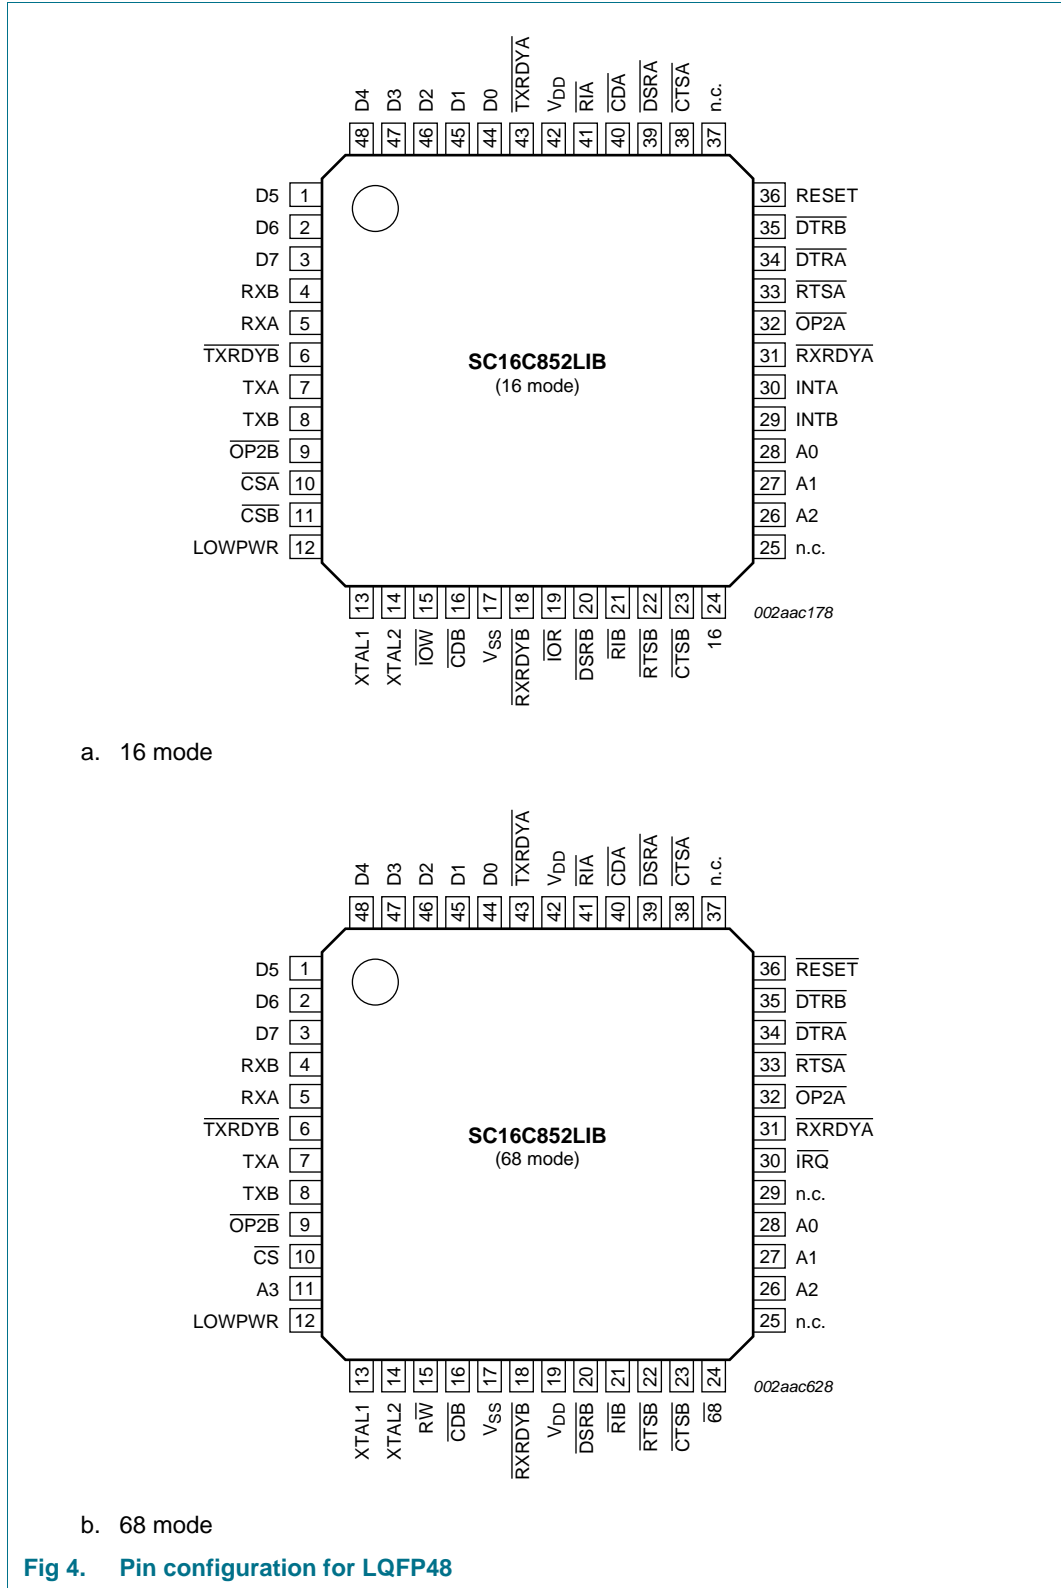 D4 D3 D2 D1 D0 TXRDYA VDD RIA CDA DSRA CTSA n.c.
48 47 46 45 44 43 42 41 40 39 38 37
D5 1 36 RESET
D6 2 35 DTRB
D7 3 34 DTRA
RXB 4 33 RTSA
RXA 5 32 OP2A
TXRDYB 6 31 RXRDYA
SC16C852LIB
TXA 7 (16 mode) 30 INTA
TXB 8 29 INTB
OP2B 9 28 A0
CSA 10 27 A1
CSB 11 26 A2
LOWPWR 12 25 n.c.
13 14 15 16 17 18 19 20 21 22 23 24
XTAL1 XTAL2 IOW CDB VSS RXRDYB IOR DSRB RIB RTSB CTSB 16
002aac178
a. 16 mode
D4 D3 D2 D1 D0 TXRDYA VDD RIA CDA DSRA CTSA n.c.
48 47 46 45 44 43 42 41 40 39 38 37
D5 1 36 RESET
D6 2 35 DTRB
D7 3 34 DTRA
RXB 4 33 RTSA
RXA 5 32 OP2A
TXRDYB 6 31 RXRDYA
SC16C852LIB
TXA 7 (68 mode) 30 IRQ
TXB 8 29 n.c.
OP2B 9 28 A0
CS 10 27 A1
A3 11 26 A2
LOWPWR 12 25 n.c.
13 14 15 16 17 18 19 20 21 22 23 24
XTAL1 XTAL2 RW CDB VSS RXRDYB VDD DSRB RIB RTSB CTSB 68
002aac628
b. 68 mode
Fig 4. Pin configuration for LQFP48